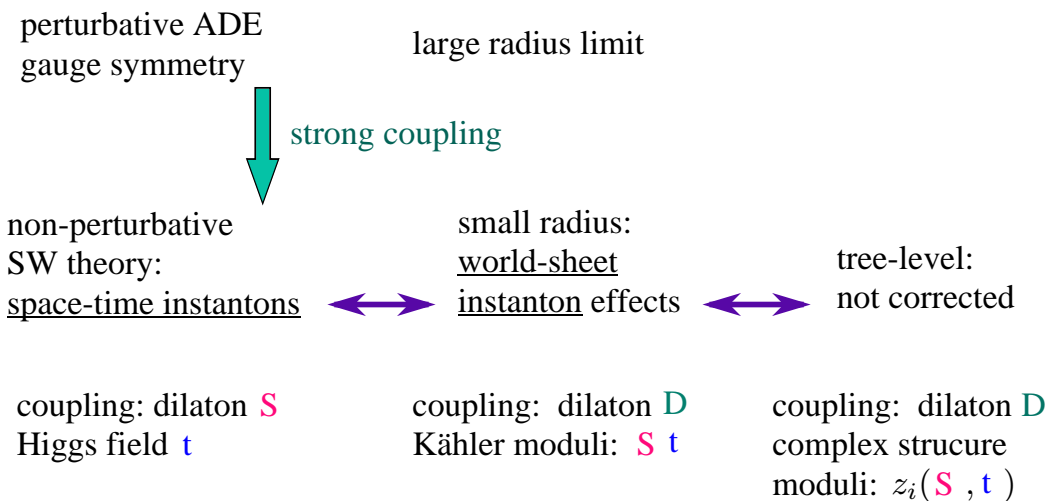 perturbative ADE
gauge symmetry
large radius limit
strong coupling
non-perturbative
SW theory:
space-time instantons
small radius:
world-sheet
instanton effects
tree-level:
not corrected
coupling: dilaton S
Higgs field t
coupling: dilaton D
Kähler moduli: S t
coupling: dilaton D
complex strucure
moduli: z_i(S , t )